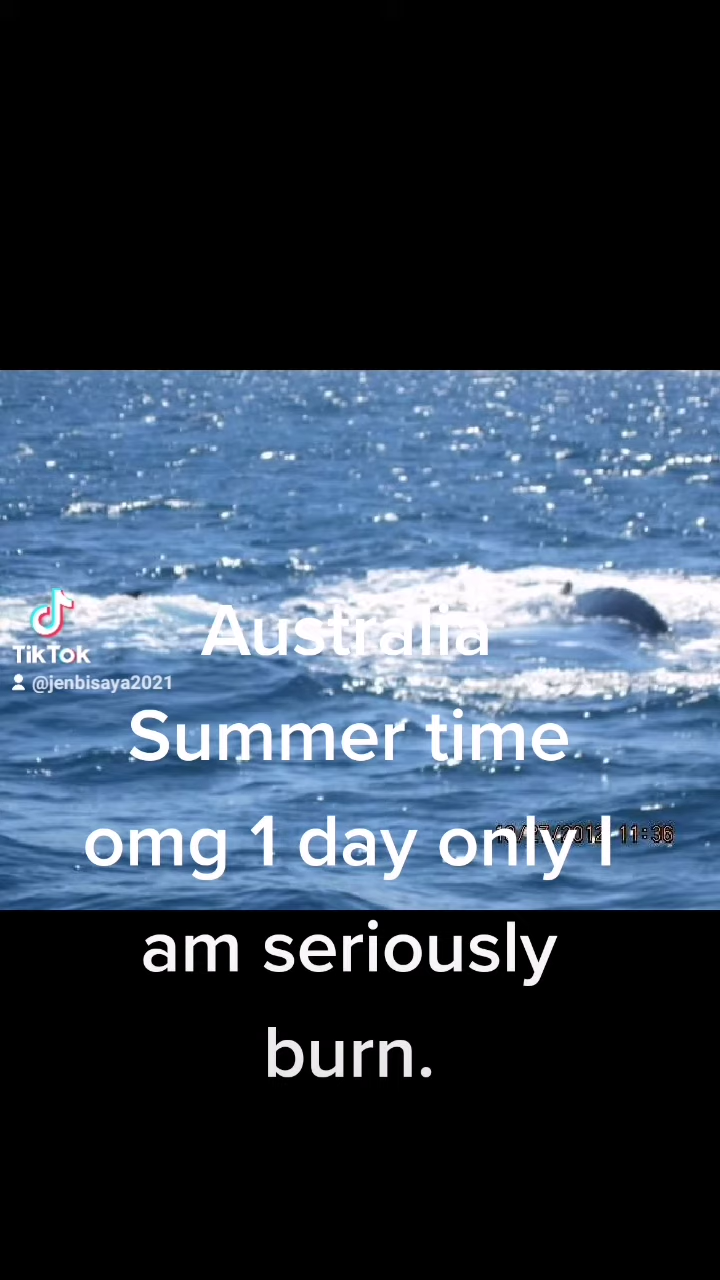 TikTok
@jenbisaya2021
Australia
Summer time
omg 1 day only I
am seriously
burn.
11:36